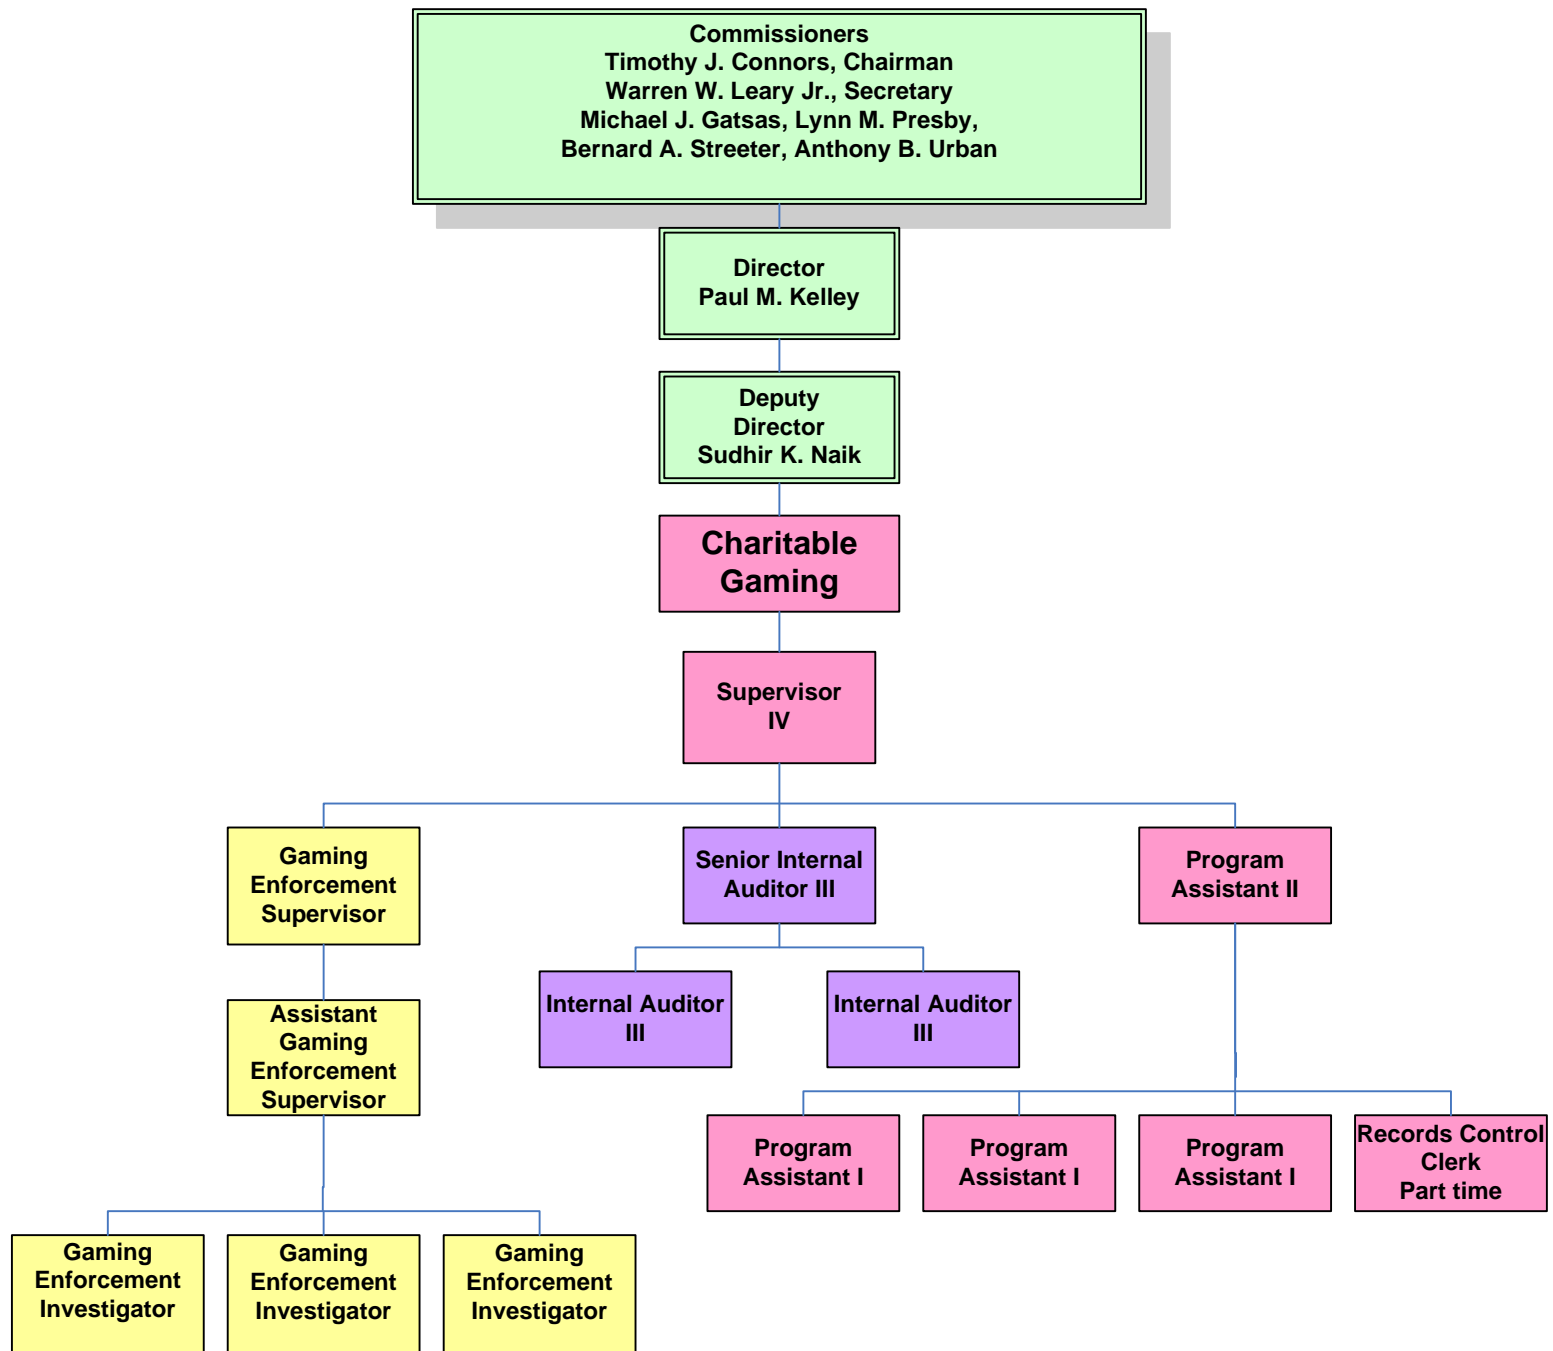 Commissioners
Timothy J. Connors, Chairman
Warren W. Leary Jr., Secretary
Michael J. Gatsas, Lynn M. Presby,
Bernard A. Streeter, Anthony B. Urban
Director
Paul M. Kelley
Deputy
Director
Sudhir K. Naik
Charitable
Gaming
Supervisor
IV
Gaming
Enforcement
Supervisor
Senior Internal
Auditor III
Program
Assistant II
Internal Auditor
III
Internal Auditor
III
Assistant
Gaming
Enforcement
Supervisor
Program
Assistant I
Program
Assistant I
Program
Assistant I
Records Control
Clerk
Part time
Gaming
Enforcement
Investigator
Gaming
Enforcement
Investigator
Gaming
Enforcement
Investigator